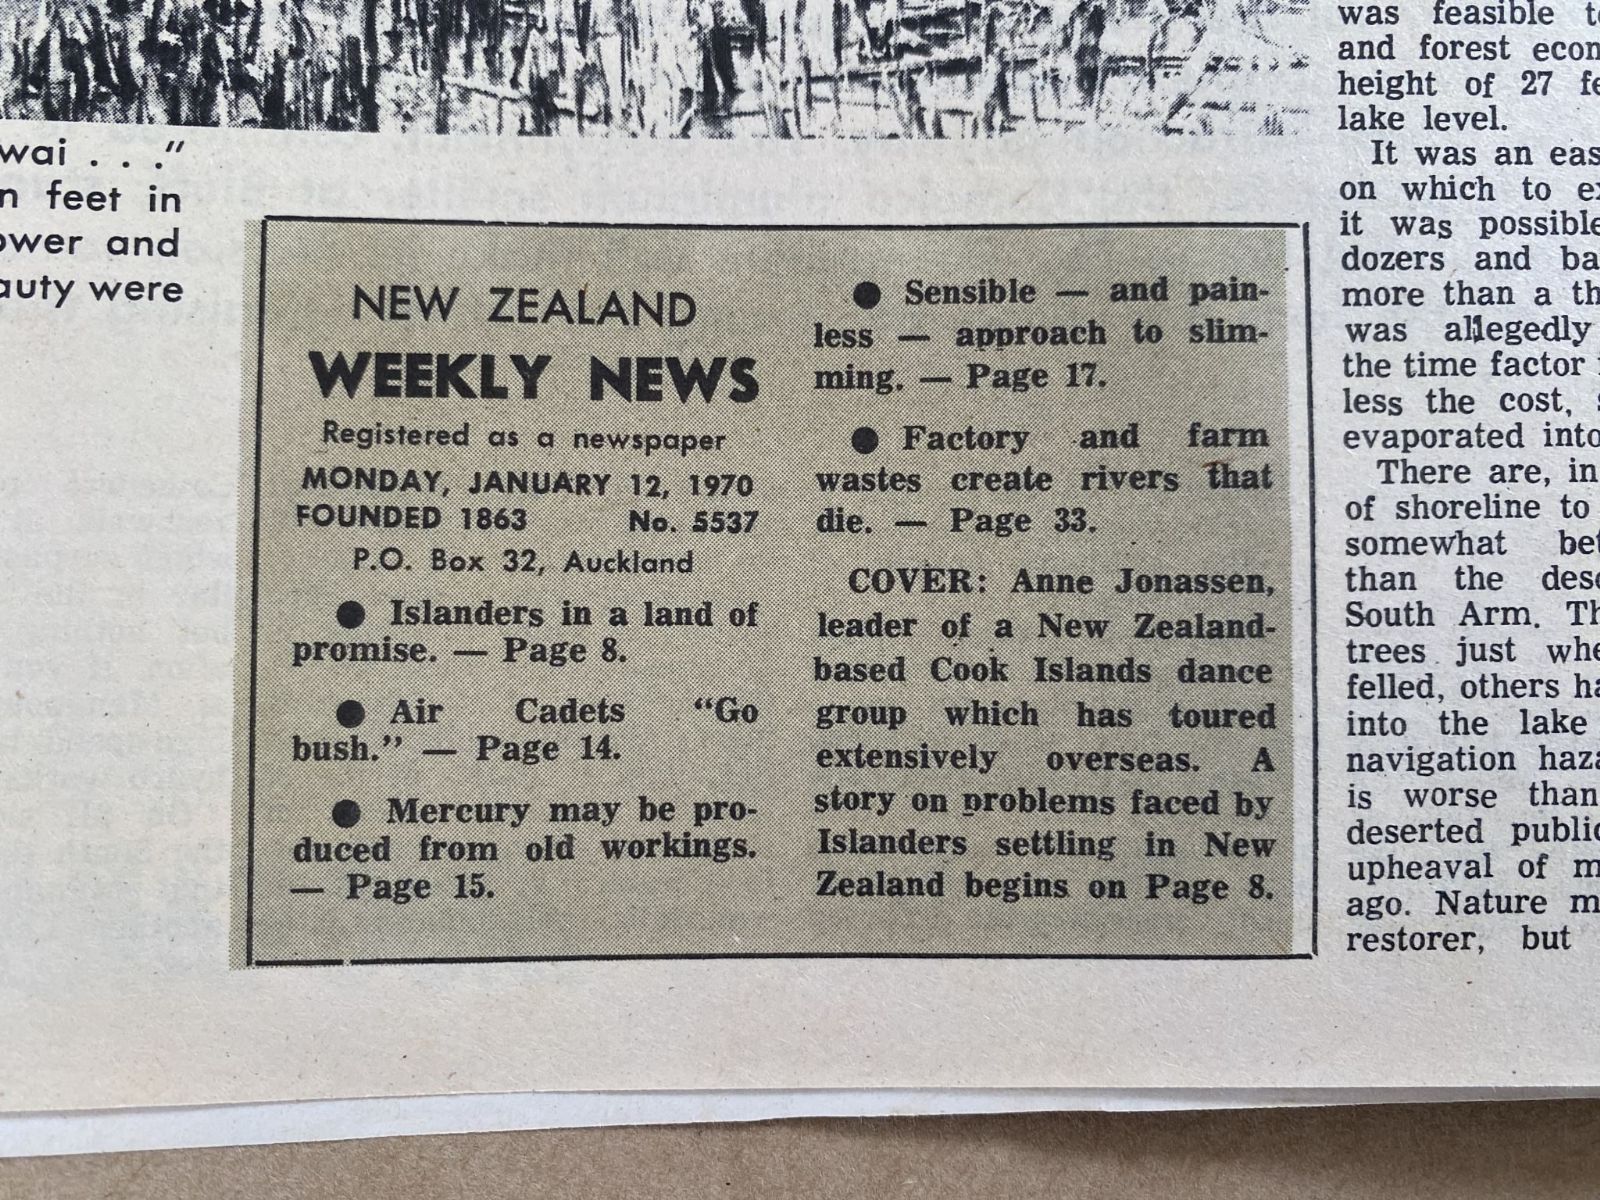 wai . . ."
feet in
and
were
NEW ZEALAND
WEEKLY NEWS
Registered as a newspaper
MONDAY, JANUARY 12, 1970
FOUNDED 1863 No. 5537
P.O. Box 32, Auckland
● Islanders in a land of
promise. — Page 8.
● Air Cadets "Go
bush." — Page 14.
● Mercury may be pro-
duced from old workings.
— Page 15.
● Sensible — and pain-
less — approach to slim-
ming. — Page 17.
● Factory and farm
wastes create rivers that
die. — Page 33.
COVER: Anne Jonassen,
leader of a New Zealand-
based Cook Islands dance
group which has toured
extensively overseas. A
story on problems faced by
Islanders settling in New
Zealand begins on Page 8.
was feasible
and forest
height of 27
lake level.
It was an
on which to
it was possible
dozers and
more than a
was allegedly
the time factor
less the cost,
evaporated into
There are, in
of shoreline to
somewhat
than the
South Arm.
trees just
felled, others
into the lake
navigation
is worse than
deserted
upheaval of
ago. Nature
restorer, but